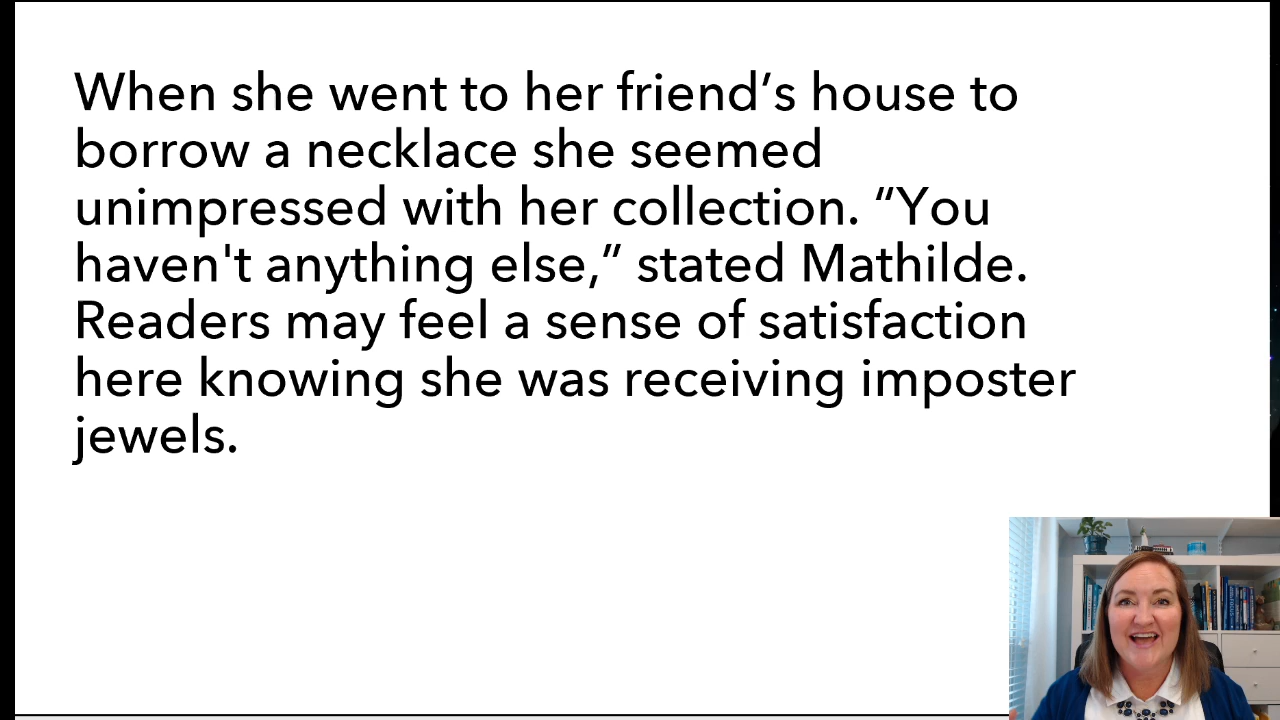 When she went to her friend’s house to
borrow a necklace she seemed
unimpressed with her collection. “You
haven't anything else,” stated Mathilde.
Readers may feel a sense of satisfaction
here knowing she was receiving imposter
jewels.